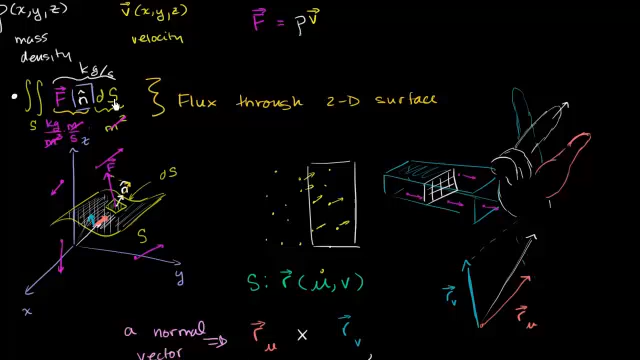 ρ(x,y,z)
mass
density
v⃗(x,y,z)
velocity
F⃗ = ρv⃗
kg/s
∬ F⃗ · n̂ dS
S
kg/m³ · m/s
m²
Flux through 2-D surface
z
F⃗
n̂
dS
S
x
y
S: r⃗(u,v)
r⃗v
r⃗u
a normal
vector
⇒ r⃗u × r⃗v